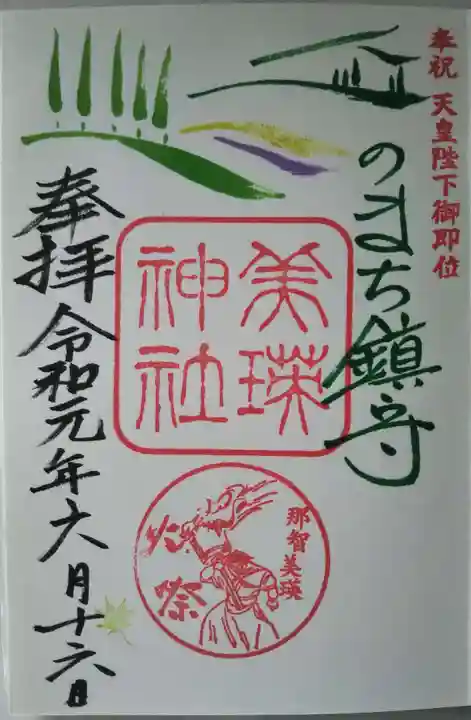 奉祝 天皇陛下御即位
のまち鎮守
美瑛
神社
那智美瑛
火祭
奉拝 令和元年六月十六日